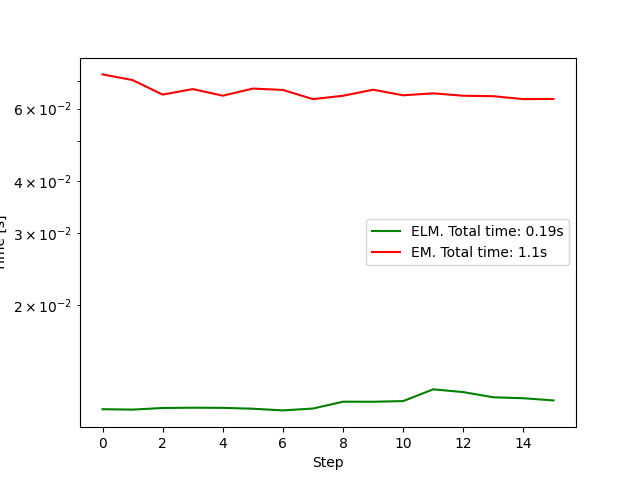 6 × 10⁻²
4 × 10⁻²
3 × 10⁻²
2 × 10⁻²
ELM. Total time: 0.19s
EM. Total time: 1.1s
0 2 4 6 8 10 12 14
Step